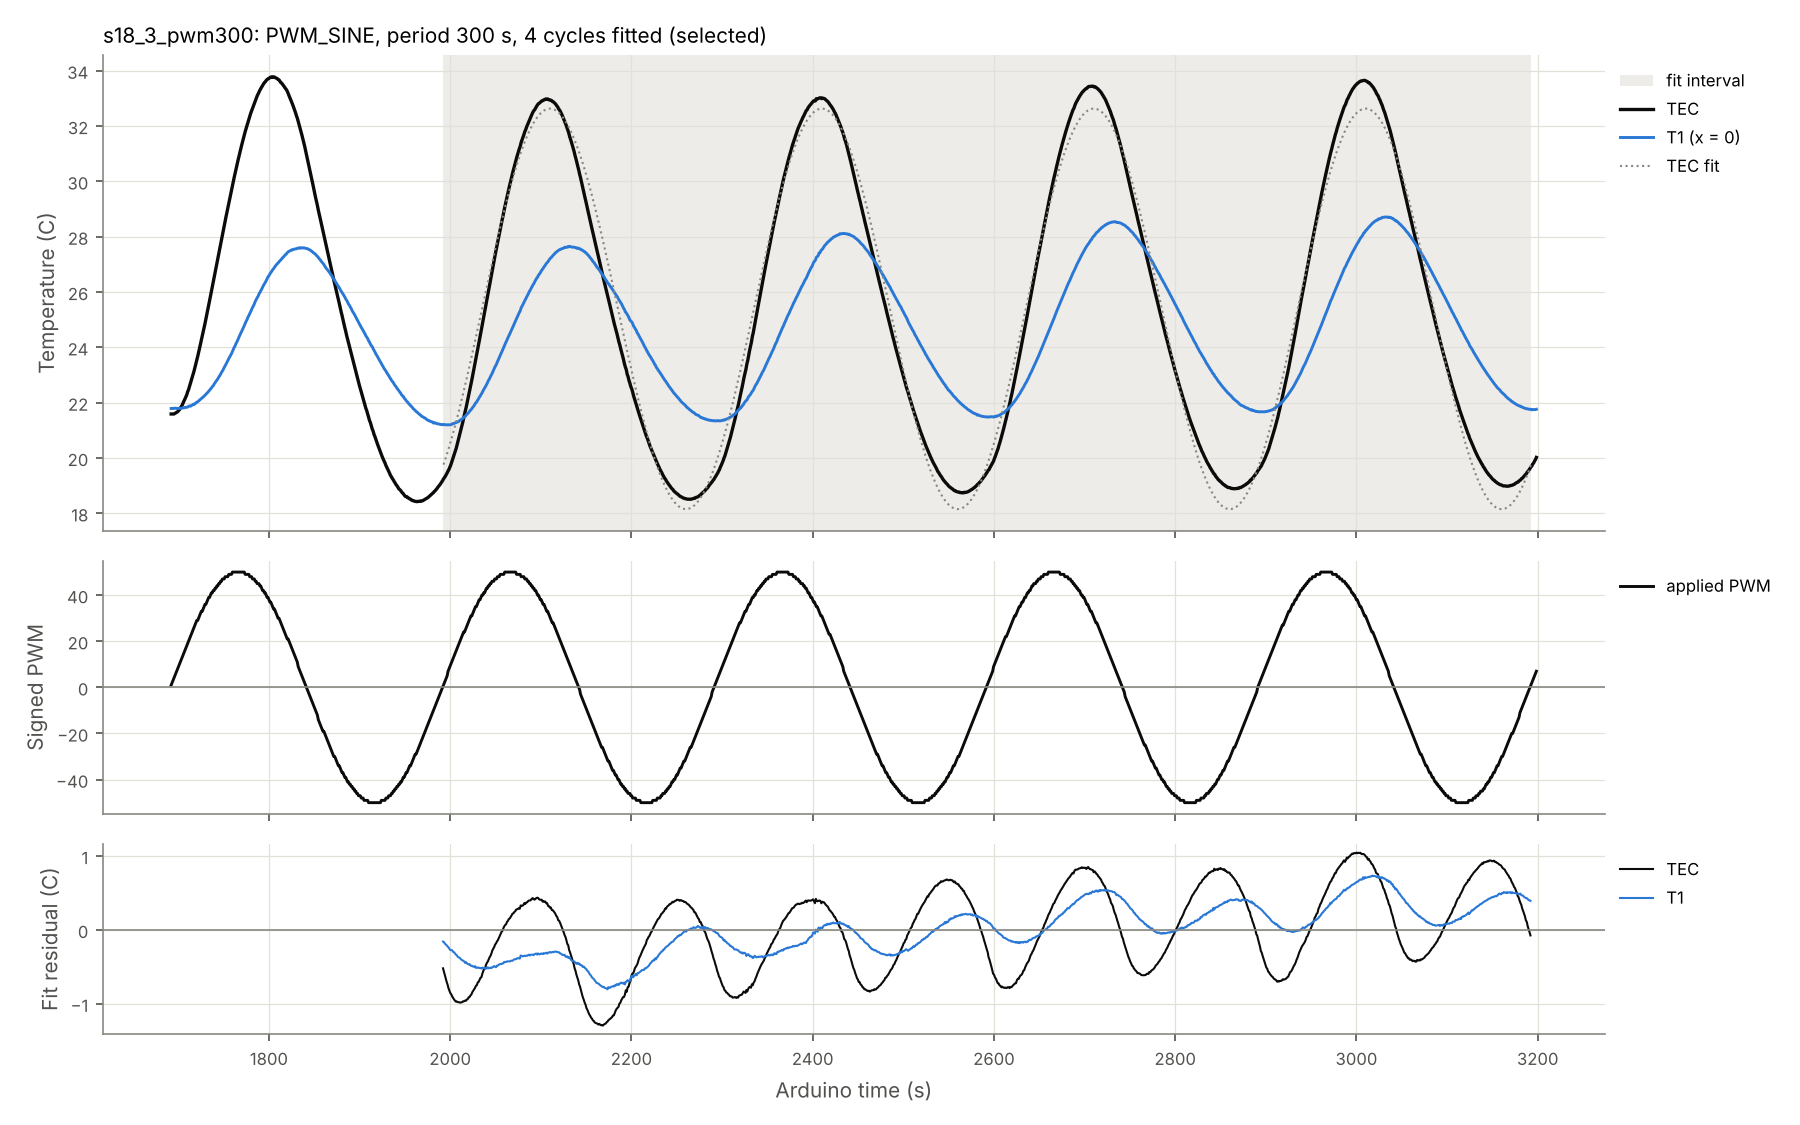 s18_3_pwm300: PWM_SINE, period 300 s, 4 cycles fitted (selected)
Temperature (C)
34
32
30
28
26
24
22
20
18
fit interval
TEC
T1 (x = 0)
TEC fit
Signed PWM
40
20
0
−20
−40
applied PWM
Fit residual (C)
1
0
−1
TEC
T1
1800 2000 2200 2400 2600 2800 3000 3200
Arduino time (s)